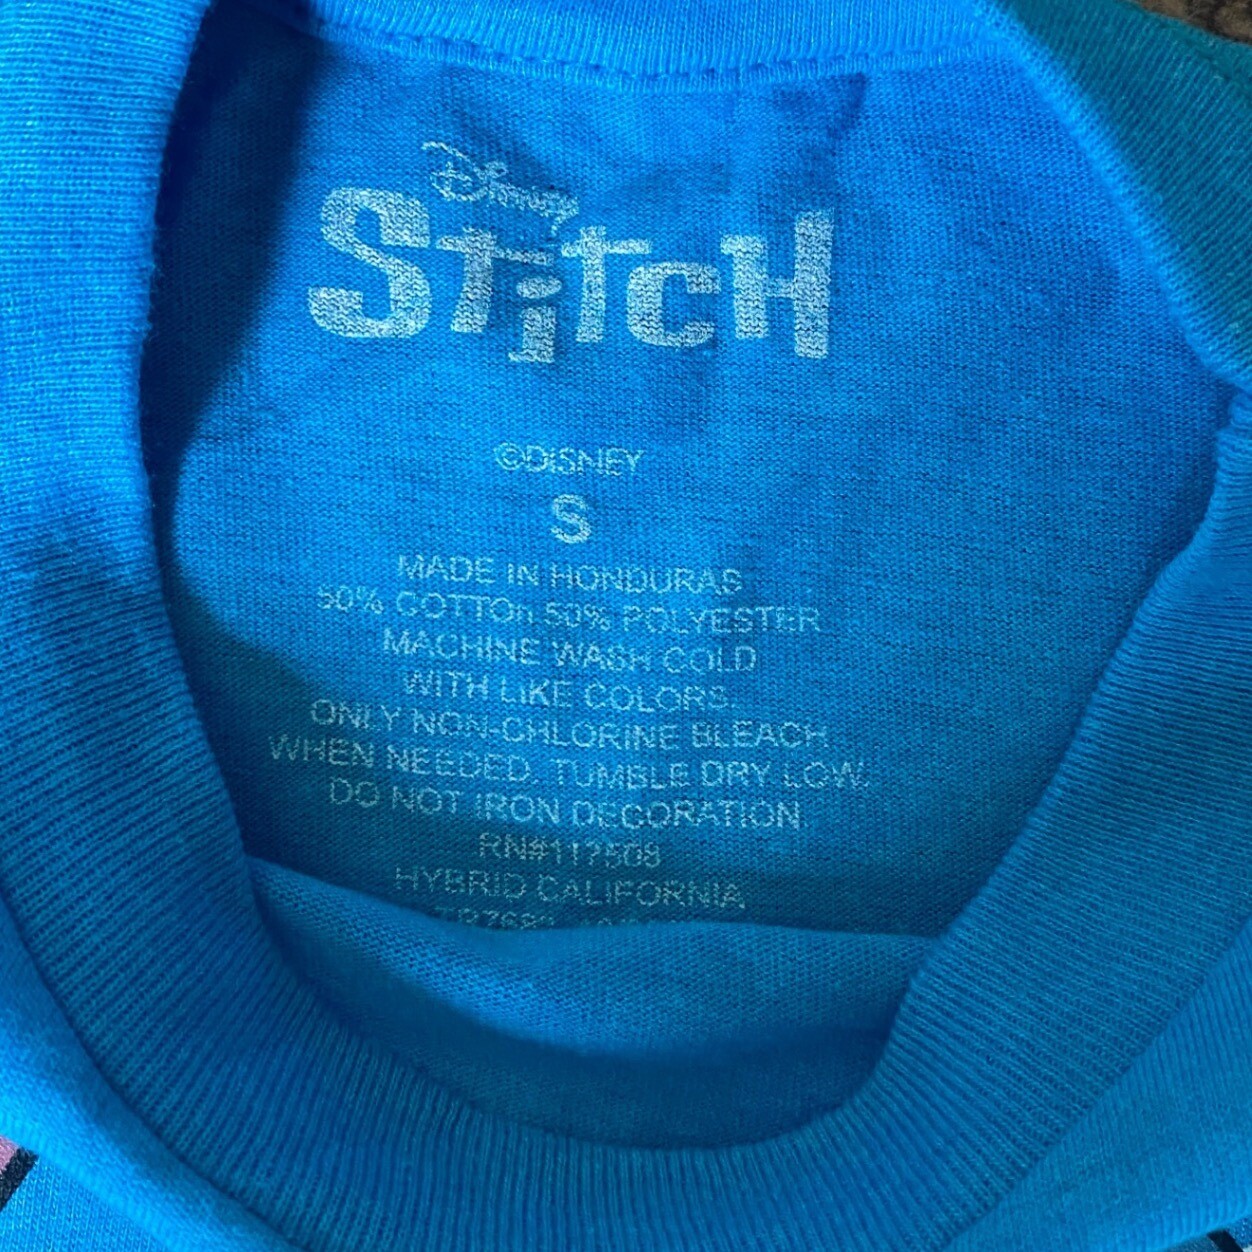 Disney
StitcH
©DISNEY
S
MADE IN HONDURAS
50% COTTOn 50% POLYESTER
MACHINE WASH COLD
WITH LIKE COLORS.
ONLY NON-CHLORINE BLEACH
WHEN NEEDED. TUMBLE DRY LOW.
DO NOT IRON DECORATION
RN#117508
HYBRID CALIFORNIA